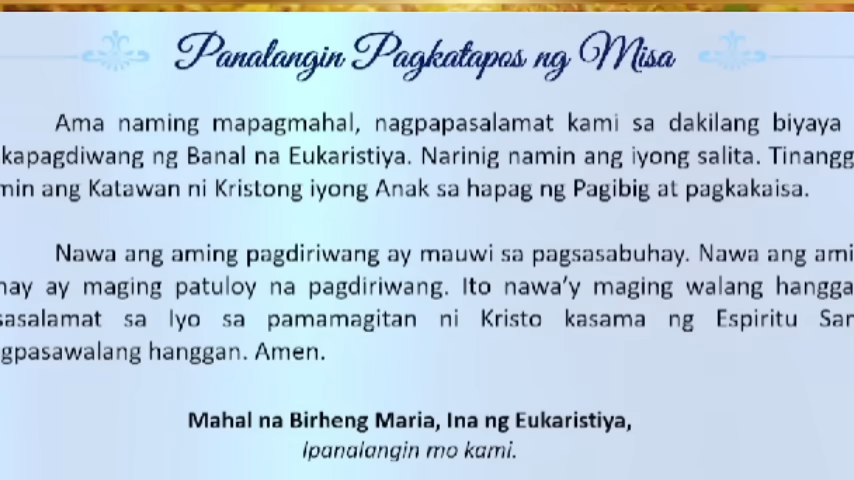 Panalangin Pagkatapos ng Misa
Ama naming mapagmahal, nagpapasalamat kami sa dakilang biyaya
kapagdiwang ng Banal na Eukaristiya. Narinig namin ang iyong salita. Tinangg
min ang Katawan ni Kristong iyong Anak sa hapag ng Pagibig at pagkakaisa.
Nawa ang aming pagdiriwang ay mauwi sa pagsasabuhay. Nawa ang ami
hay ay maging patuloy na pagdiriwang. Ito nawa'y maging walang hangga
sasalamat sa Iyo sa pamamagitan ni Kristo kasama ng Espiritu San
gpasawalang hanggan. Amen.
Mahal na Birheng Maria, Ina ng Eukaristiya,
Ipanalangin mo kami.